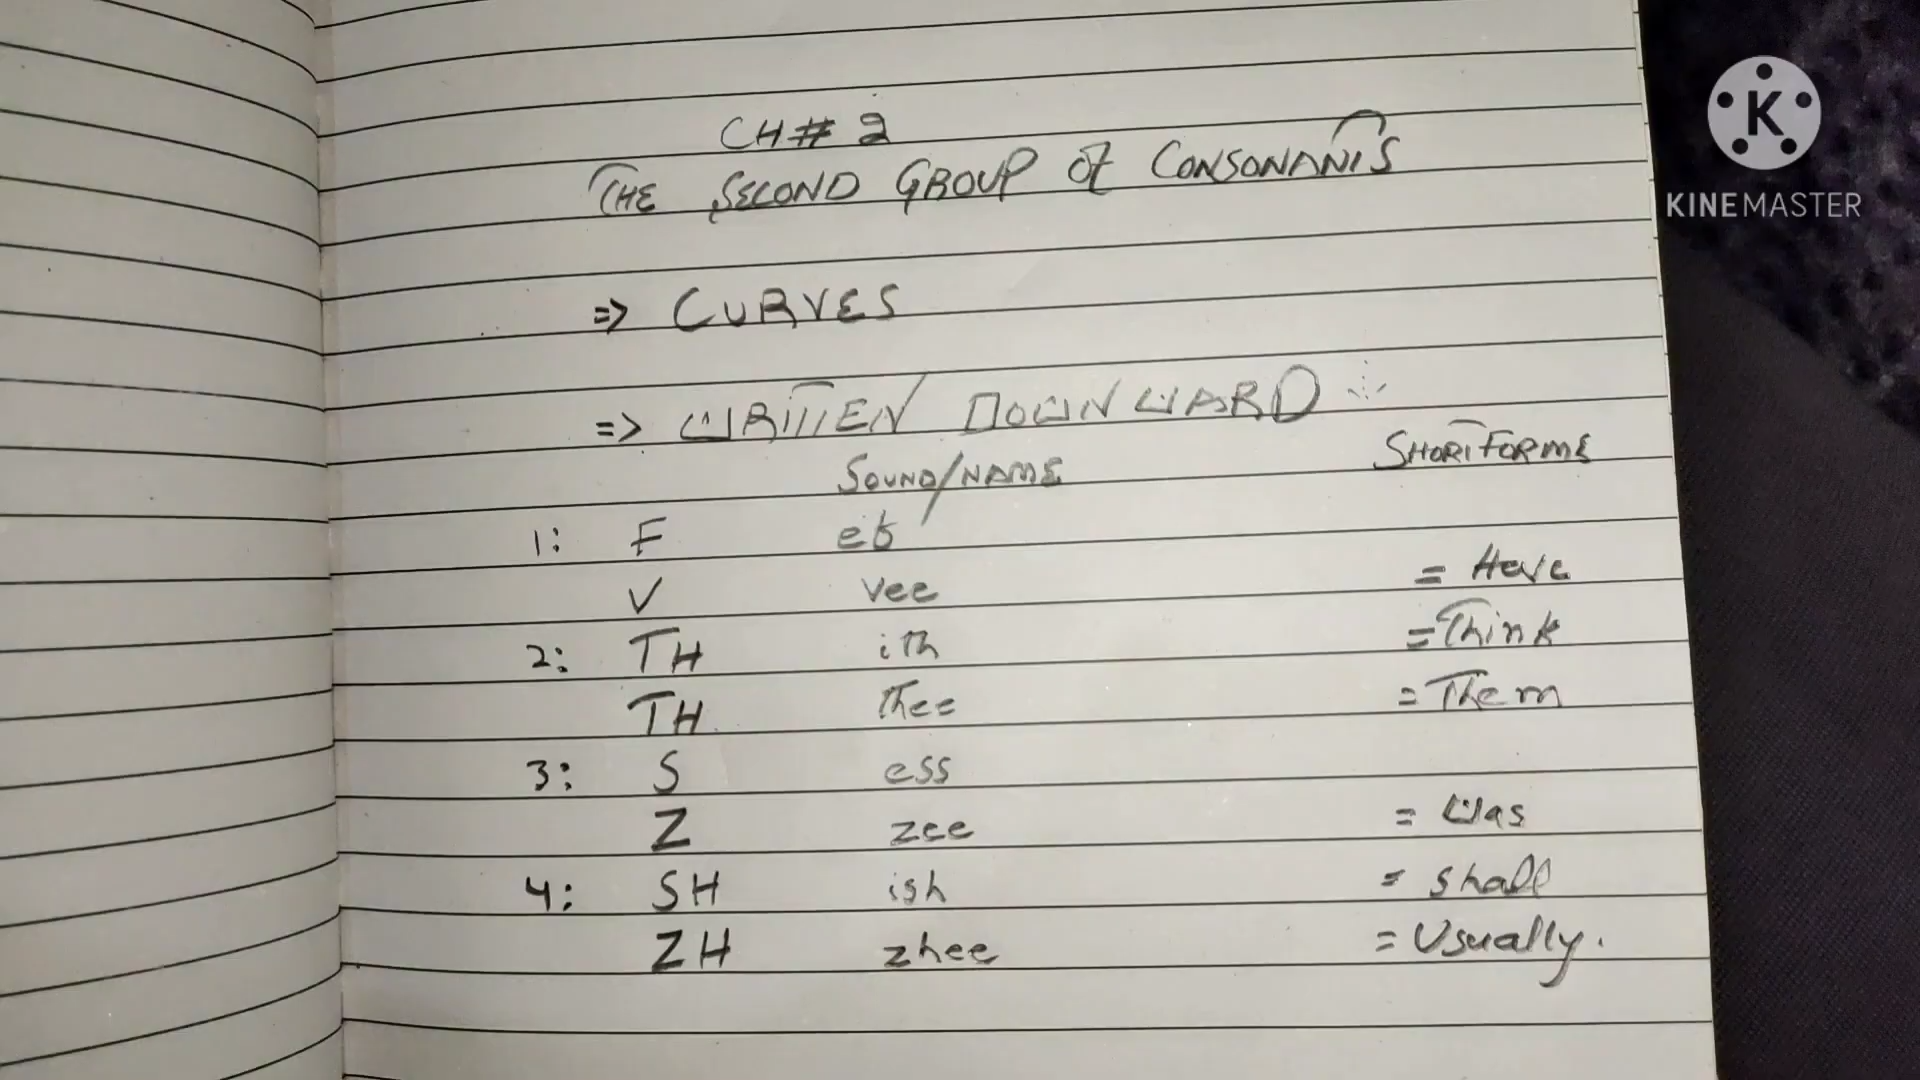 CH# 2
THE SECOND GROUP Of CONSONANTS
=> CURVES
=> WRITTEN DOWNWARD
SOUND/NAME SHORT FORMS
1: F ef
V vee = Have
2: TH ith = Think
TH thee = Them
3: S ess
Z zee = Was
4: SH ish = shall
ZH zhee = Usually.
K
KINEMASTER